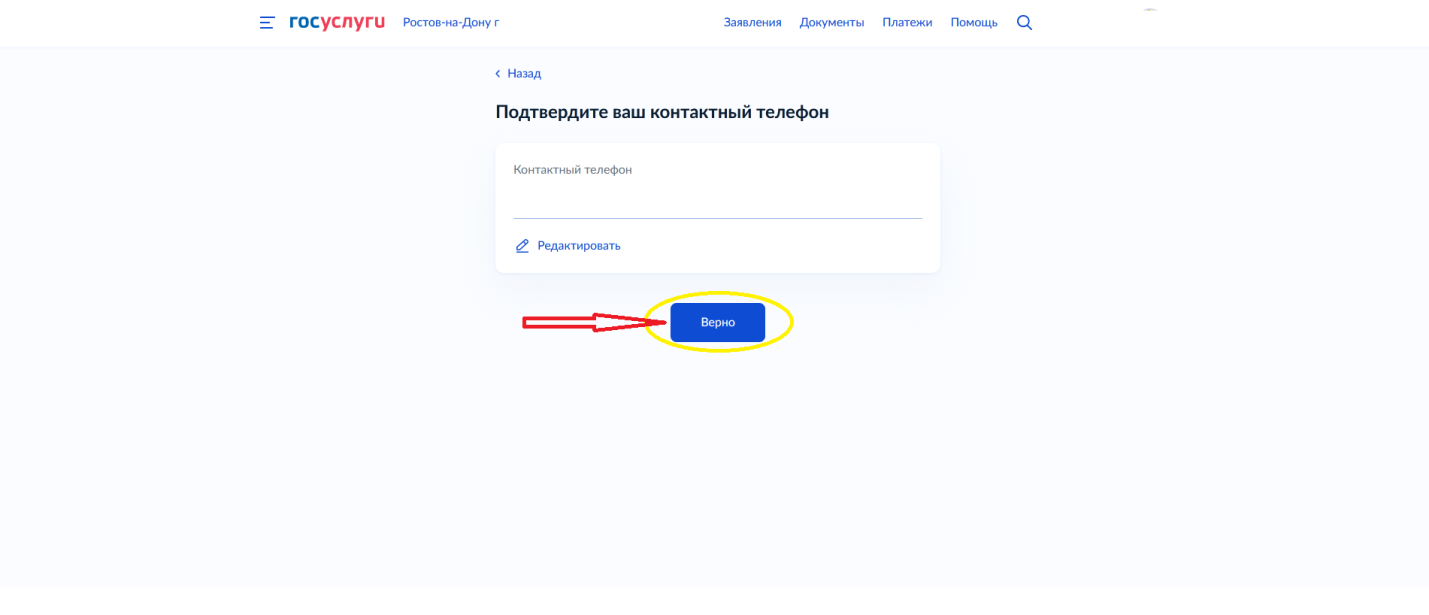 госуслуги Ростов-на-Дону г Заявления Документы Платежи Помощь
Назад
Подтвердите ваш контактный телефон
Контактный телефон
Редактировать
Верно